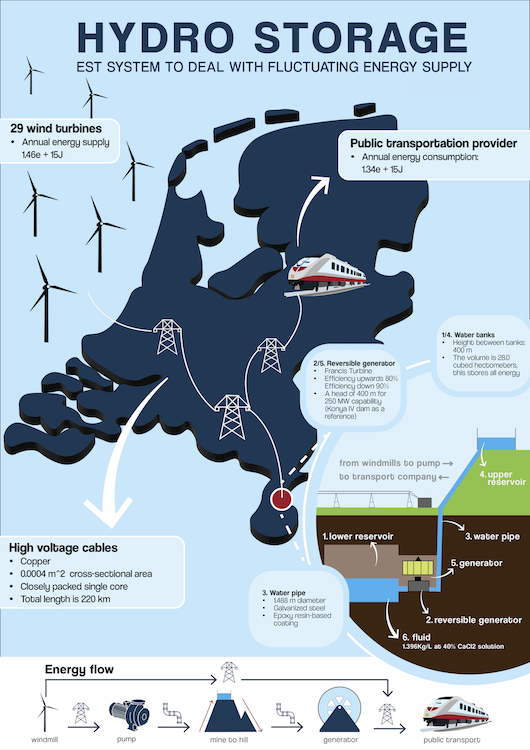 HYDRO STORAGE
EST SYSTEM TO DEAL WITH FLUCTUATING ENERGY SUPPLY
29 wind turbines
• Annual energy supply
1.46e + 15J
Public transportation provider
• Annual energy consumption:
1.34e + 15J
1/4. Water tanks
• Height between tanks:
400 m
• The volume is 28.0
cubed hectometers,
this stores all energy
2/5. Reversible generator
• Francis Turbine
• Efficiency upwards 80%
Efficiency down 90%
• A head of 400 m for
250 MW capability
(Konya IV dam as a
reference)
from windmills to pump
to transport company
4. upper
reservoir
1. lower reservoir
3. water pipe
5. generator
2. reversible generator
6. fluid
1.396Kg/L at 40% CaCl2 solution
High voltage cables
• Copper
• 0.0004 m^2 cross-sectional area
• Closely packed single core
• Total length is 220 km
3. Water pipe
• 1.488 m diameter
• Galvanized steel
• Epoxy resin-based
coating
Energy flow
windmill
pump
mine to hill
generator
public transport